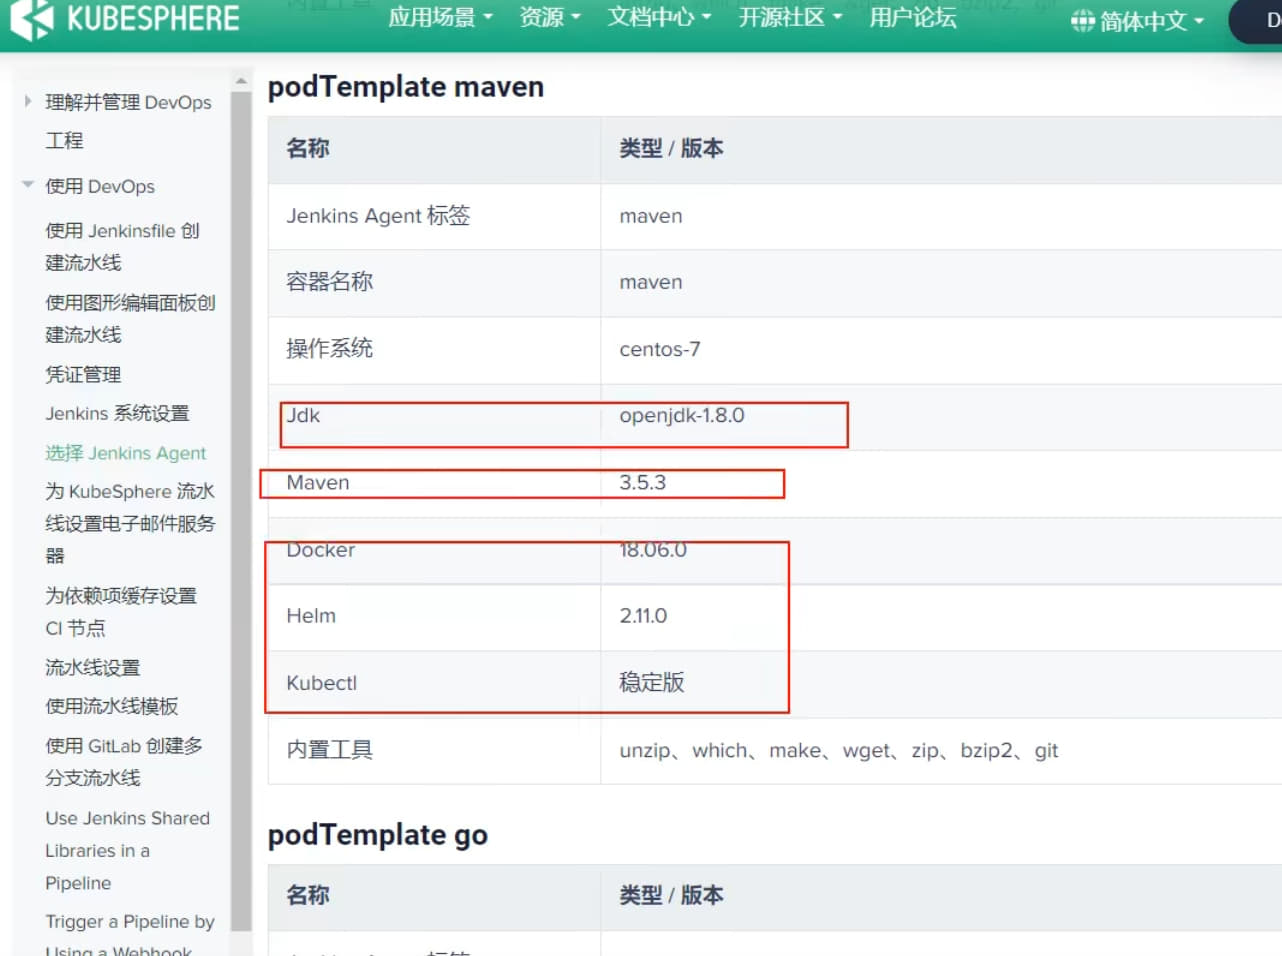 KUBESPHERE
应用场景 资源 文档中心 开源社区 用户论坛 简体中文
理解并管理 DevOps
工程
使用 DevOps
使用 Jenkinsfile 创
建流水线
使用图形编辑面板创
建流水线
凭证管理
Jenkins 系统设置
选择 Jenkins Agent
为 KubeSphere 流水
线设置电子邮件服务
器
为依赖项缓存设置
CI 节点
流水线设置
使用流水线模板
使用 GitLab 创建多
分支流水线
Use Jenkins Shared
Libraries in a
Pipeline
Trigger a Pipeline by
Using a Webhook
podTemplate maven
名称 类型 / 版本
Jenkins Agent 标签 maven
容器名称 maven
操作系统 centos-7
Jdk openjdk-1.8.0
Maven 3.5.3
Docker 18.06.0
Helm 2.11.0
Kubectl 稳定版
内置工具 unzip、which、make、wget、zip、bzip2、git
podTemplate go
名称 类型 / 版本